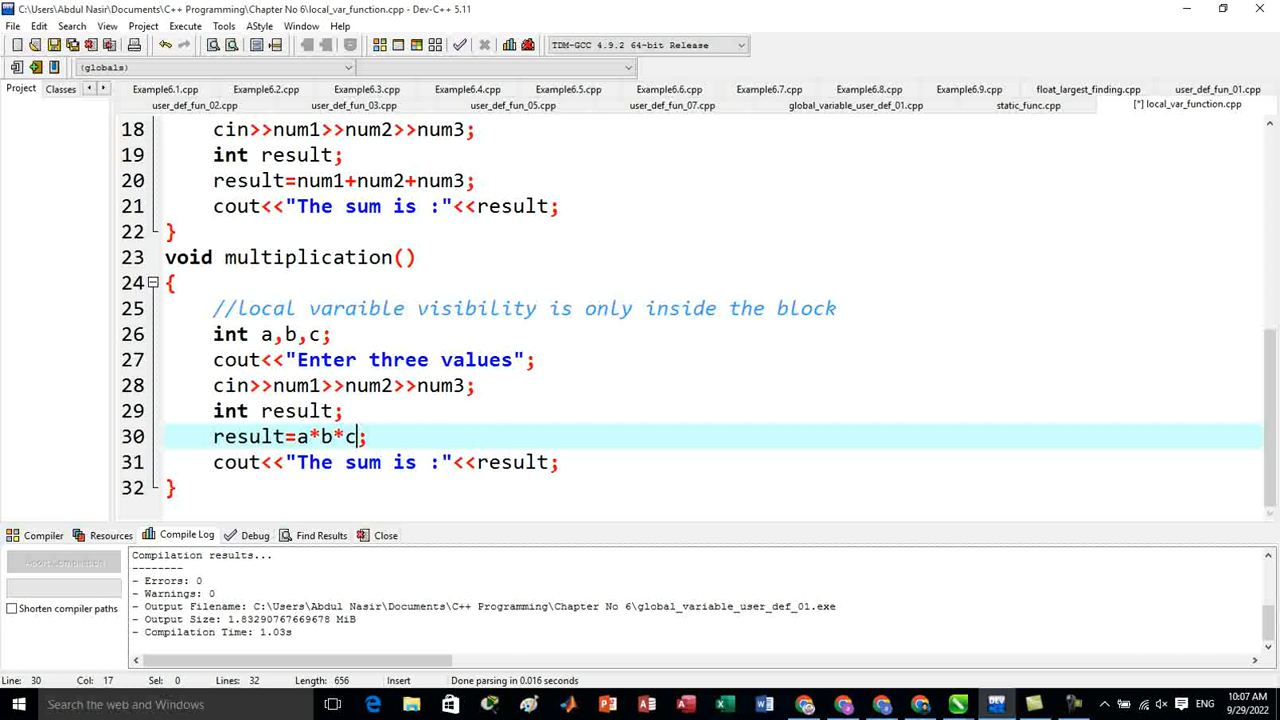 C:\Users\Abdul Nasir\Documents\C++ Programming\Chapter No 6\local_var_function.cpp - Dev-C++ 5.11
File Edit Search View Project Execute Tools AStyle Window Help
TDM-GCC 4.9.2 64-bit Release
(globals)
Project Classes
Example6.1.cpp Example6.2.cpp Example6.3.cpp Example6.4.cpp Example6.5.cpp Example6.6.cpp Example6.7.cpp Example6.8.cpp Example6.9.cpp float_largest_finding.cpp user_def_fun_01.cpp
user_def_fun_02.cpp user_def_fun_03.cpp user_def_fun_05.cpp user_def_fun_07.cpp global_variable_user_def_01.cpp static_func.cpp [*] local_var_function.cpp
18 cin>>num1>>num2>>num3;
19 int result;
20 result=num1+num2+num3;
21 cout<<"The sum is :"<<result;
22 }
23 void multiplication()
24 {
25 //local varaible visibility is only inside the block
26 int a,b,c;
27 cout<<"Enter three values";
28 cin>>num1>>num2>>num3;
29 int result;
30 result=a*b*c;
31 cout<<"The sum is :"<<result;
32 }
Compiler Resources Compile Log Debug Find Results Close
Abort Compilation
Shorten compiler paths
Compilation results...
--------
- Errors: 0
- Warnings: 0
- Output Filename: C:\Users\Abdul Nasir\Documents\C++ Programming\Chapter No 6\global_variable_user_def_01.exe
- Output Size: 1.83290767669678 MiB
- Compilation Time: 1.03s
Line: 30 Col: 17 Sel: 0 Lines: 32 Length: 656 Insert Done parsing in 0.016 seconds
Search the web and Windows
ENG
10:07 AM
9/29/2022